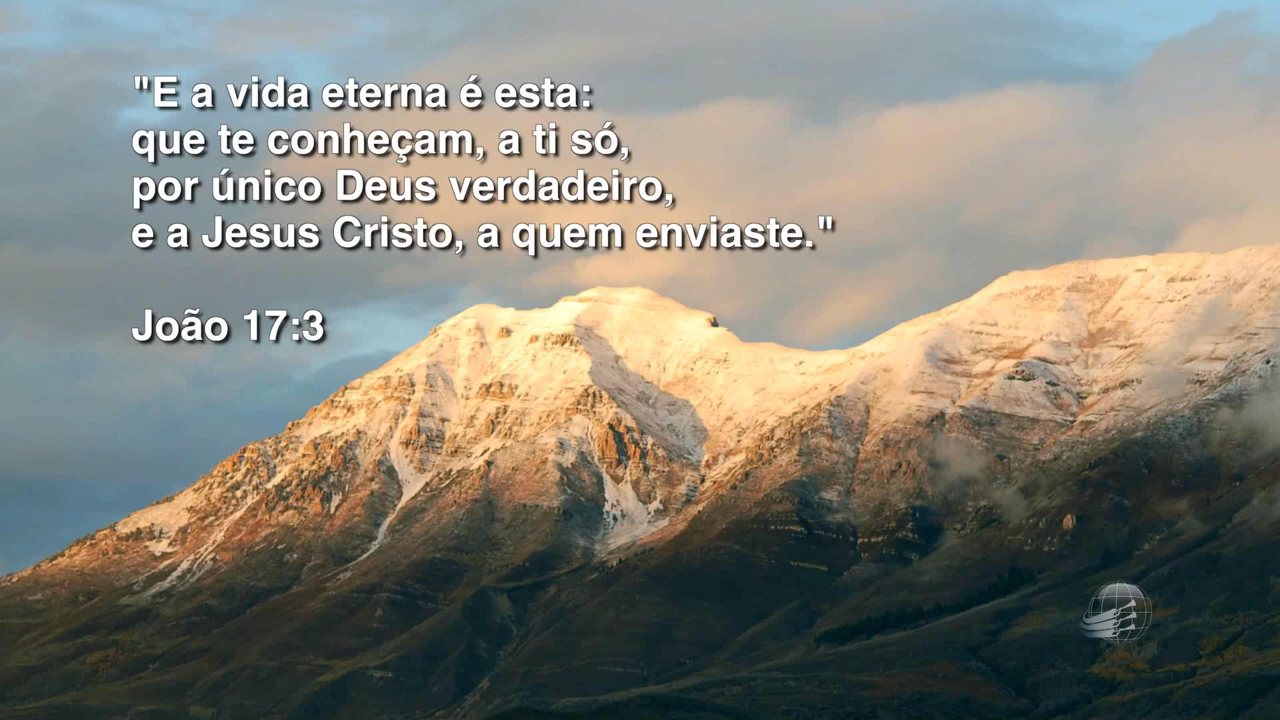 "E a vida eterna é esta:
que te conheçam, a ti só,
por único Deus verdadeiro,
e a Jesus Cristo, a quem enviaste."
João 17:3